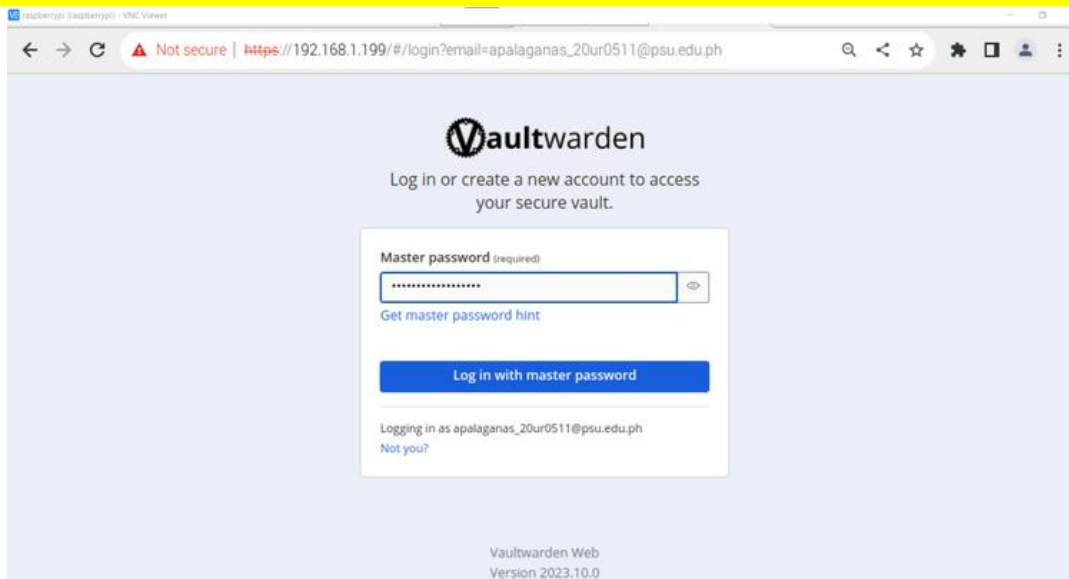 raspberrypi (raspberrypi) - VNC Viewer
Not secure | https://192.168.1.199/#/login?email=apalaganas_20ur0511@psu.edu.ph
Vaultwarden
Log in or create a new account to access
your secure vault.
Master password (required)
••••••••••••••••••
Get master password hint
Log in with master password
Logging in as apalaganas_20ur0511@psu.edu.ph
Not you?
Vaultwarden Web
Version 2023.10.0